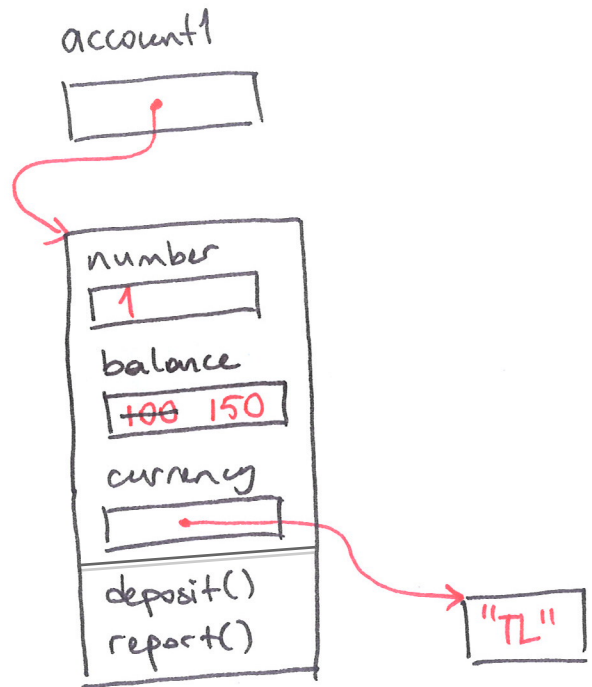 account1
number
1
balance
100 150
currency
deposit()
report()
"TL"